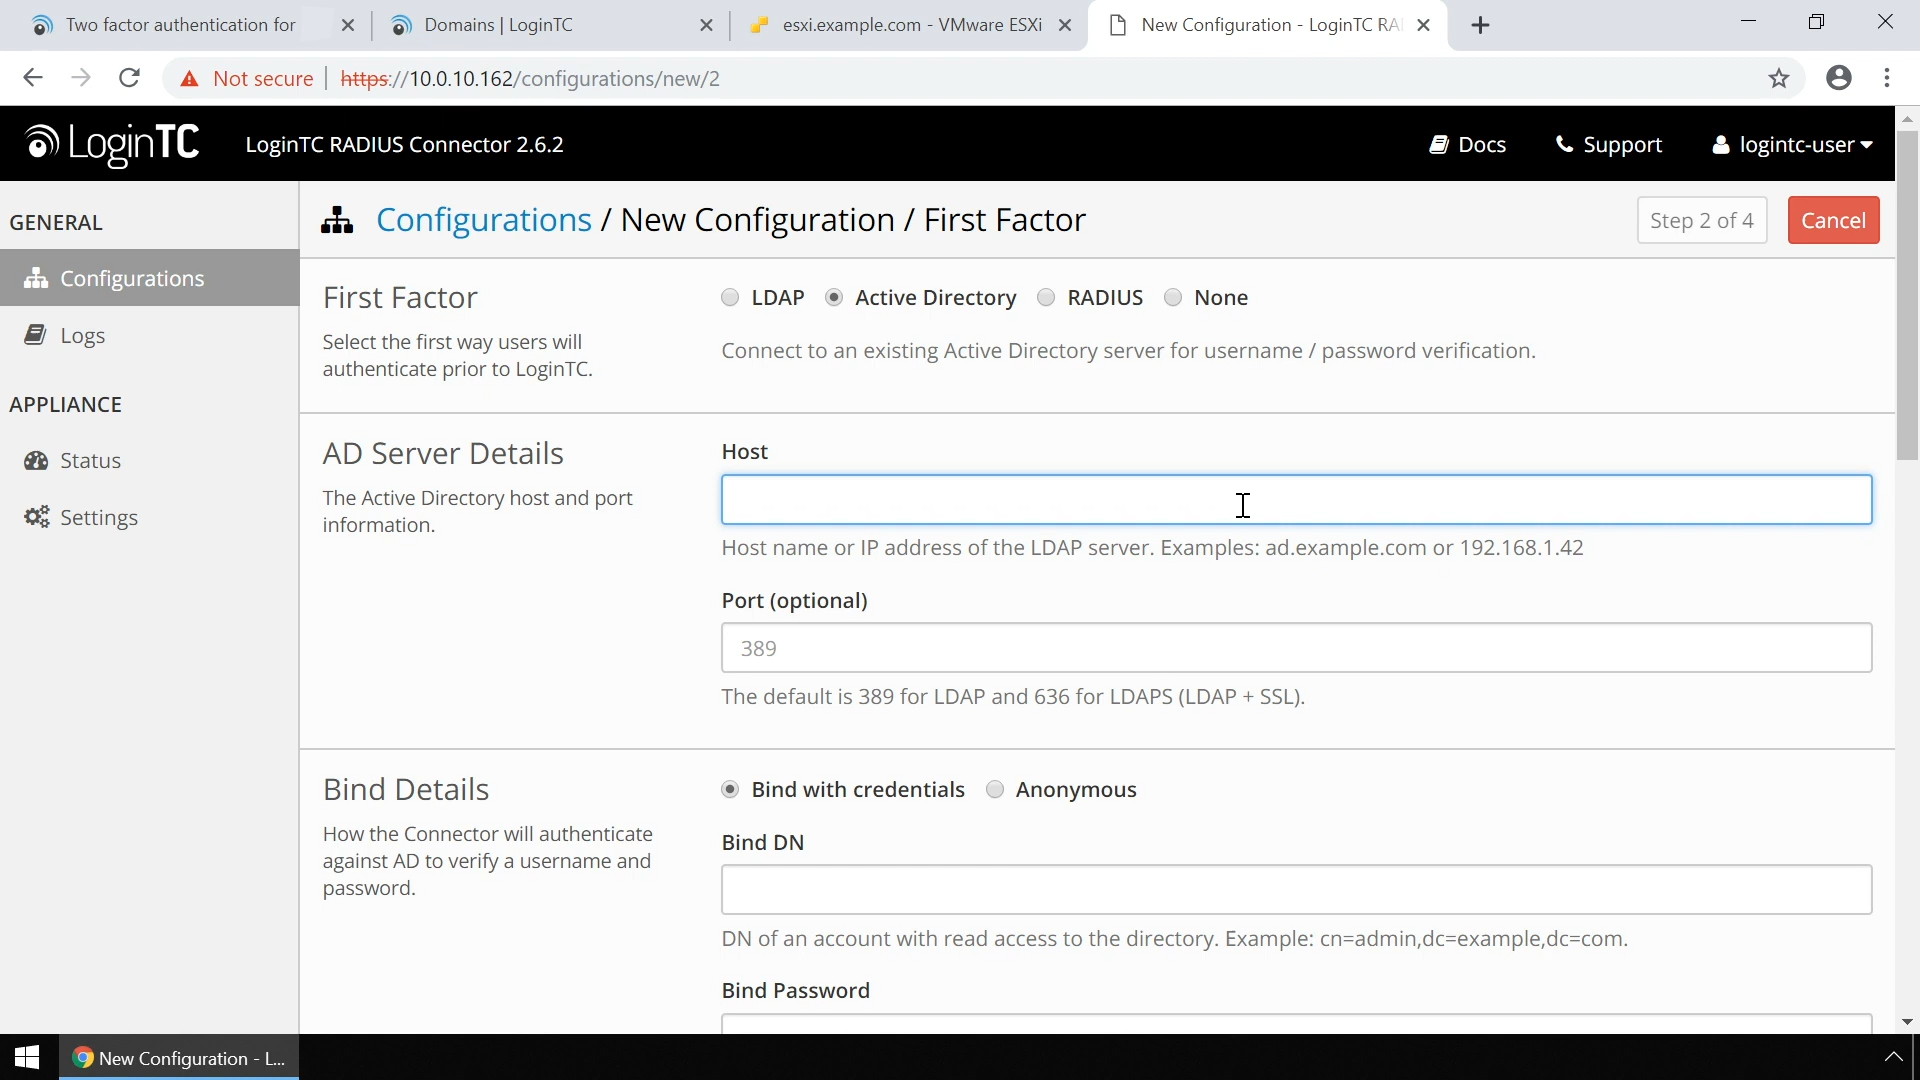 Two factor authentication for
Domains | LoginTC
esxi.example.com - VMware ESXi
New Configuration - LoginTC RA
Not secure
https://10.0.10.162/configurations/new/2
LoginTC
LoginTC RADIUS Connector 2.6.2
Docs
Support
logintc-user
GENERAL
Configurations
Logs
APPLIANCE
Status
Settings
Configurations / New Configuration / First Factor
Step 2 of 4
Cancel
First Factor
Select the first way users will
authenticate prior to LoginTC.
LDAP
Active Directory
RADIUS
None
Connect to an existing Active Directory server for username / password verification.
AD Server Details
The Active Directory host and port
information.
Host
Host name or IP address of the LDAP server. Examples: ad.example.com or 192.168.1.42
Port (optional)
389
The default is 389 for LDAP and 636 for LDAPS (LDAP + SSL).
Bind Details
How the Connector will authenticate
against AD to verify a username and
password.
Bind with credentials
Anonymous
Bind DN
DN of an account with read access to the directory. Example: cn=admin,dc=example,dc=com.
Bind Password
New Configuration - L...